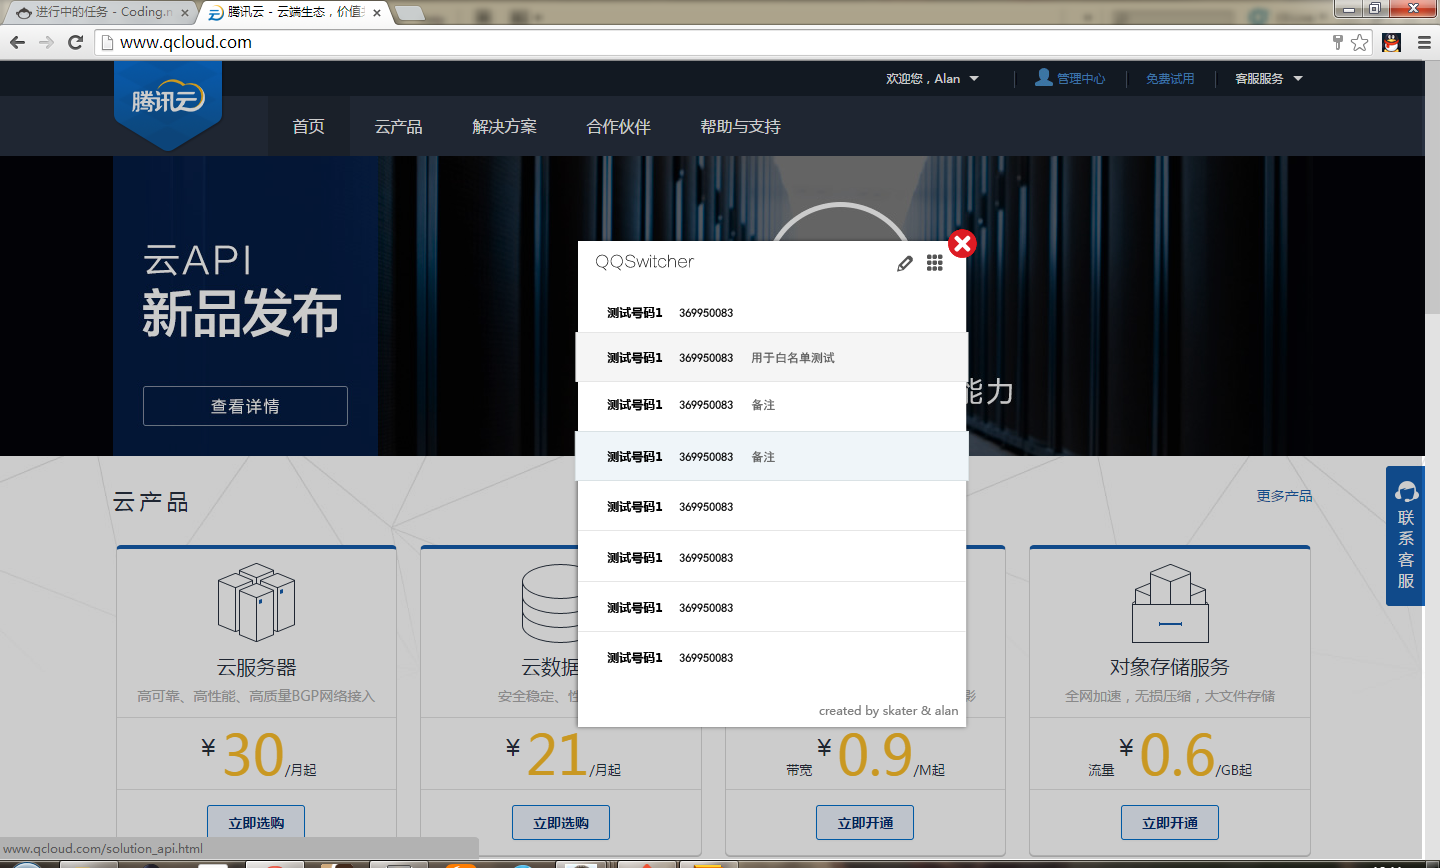 进行中的任务 - Coding.n
腾讯云 - 云端生态，价值
www.qcloud.com
欢迎您，Alan
管理中心
免费试用
客服服务
腾讯云
首页
云产品
解决方案
合作伙伴
帮助与支持
云API
新品发布
查看详情
能力
QQSwitcher
测试号码1 369950083
测试号码1 369950083 用于白名单测试
测试号码1 369950083 备注
测试号码1 369950083 备注
测试号码1 369950083
测试号码1 369950083
测试号码1 369950083
测试号码1 369950083
created by skater & alan
云产品
更多产品
联系客服
云服务器
高可靠、高性能、高质量BGP网络接入
¥ 30 /月起
立即选购
云数据
安全稳定、性
¥ 21 /月起
立即选购
影
带宽 ¥ 0.9 /M起
立即开通
对象存储服务
全网加速，无损压缩，大文件存储
流量 ¥ 0.6 /GB起
立即开通
www.qcloud.com/solution_api.html